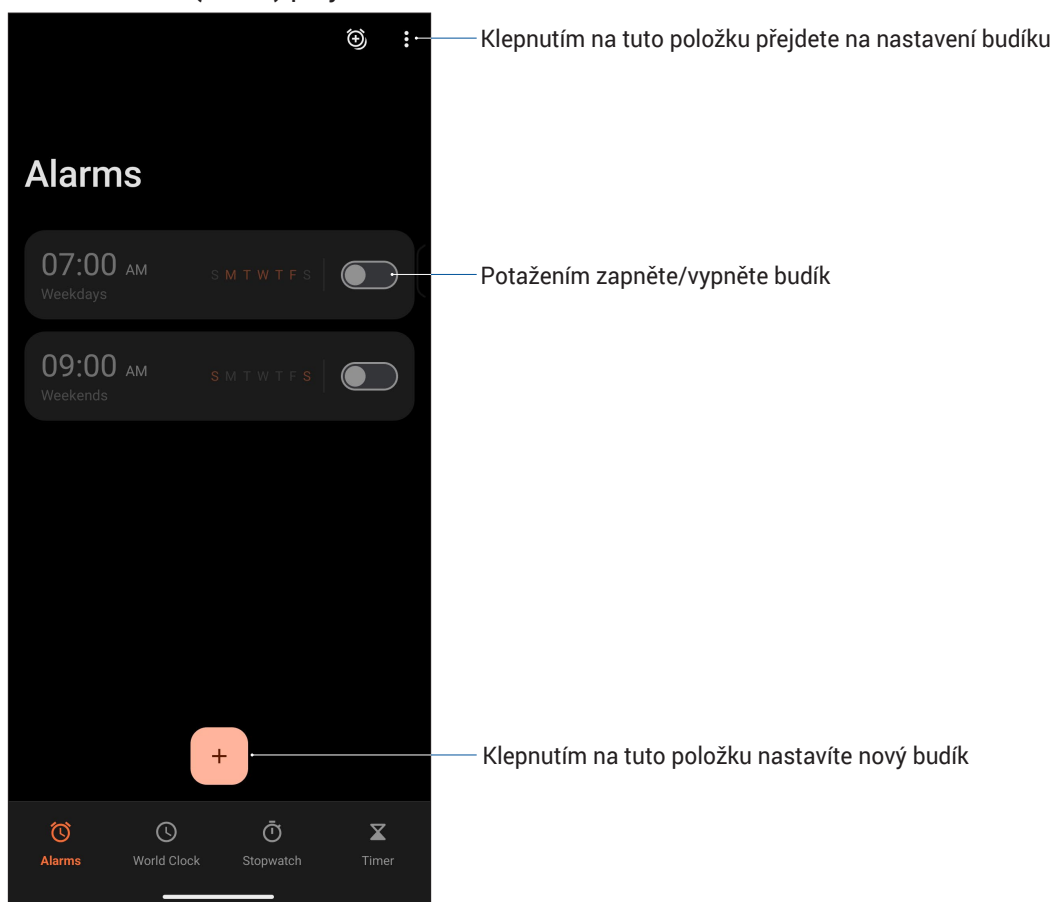 Klepnutím na tuto položku přejdete na nastavení budíku
Alarms
07:00 AM S M T W T F S
Weekdays
Potažením zapněte/vypněte budík
09:00 AM S M T W T F S
Weekends
+ Klepnutím na tuto položku nastavíte nový budík
Alarms World Clock Stopwatch Timer